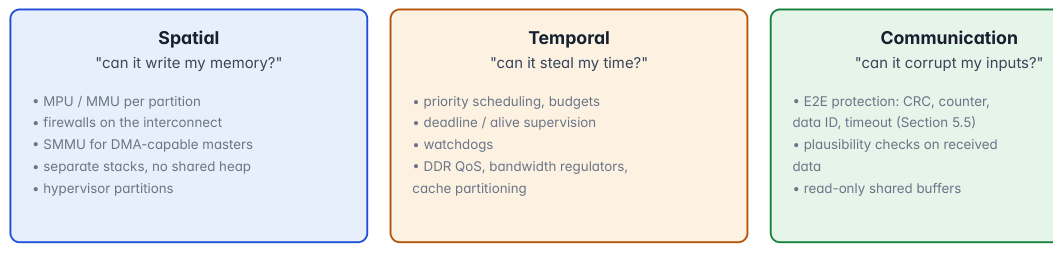 Spatial
"can it write my memory?"
• MPU / MMU per partition
• firewalls on the interconnect
• SMMU for DMA-capable masters
• separate stacks, no shared heap
• hypervisor partitions
Temporal
"can it steal my time?"
• priority scheduling, budgets
• deadline / alive supervision
• watchdogs
• DDR QoS, bandwidth regulators,
cache partitioning
Communication
"can it corrupt my inputs?"
• E2E protection: CRC, counter,
data ID, timeout (Section 5.5)
• plausibility checks on received
data
• read-only shared buffers